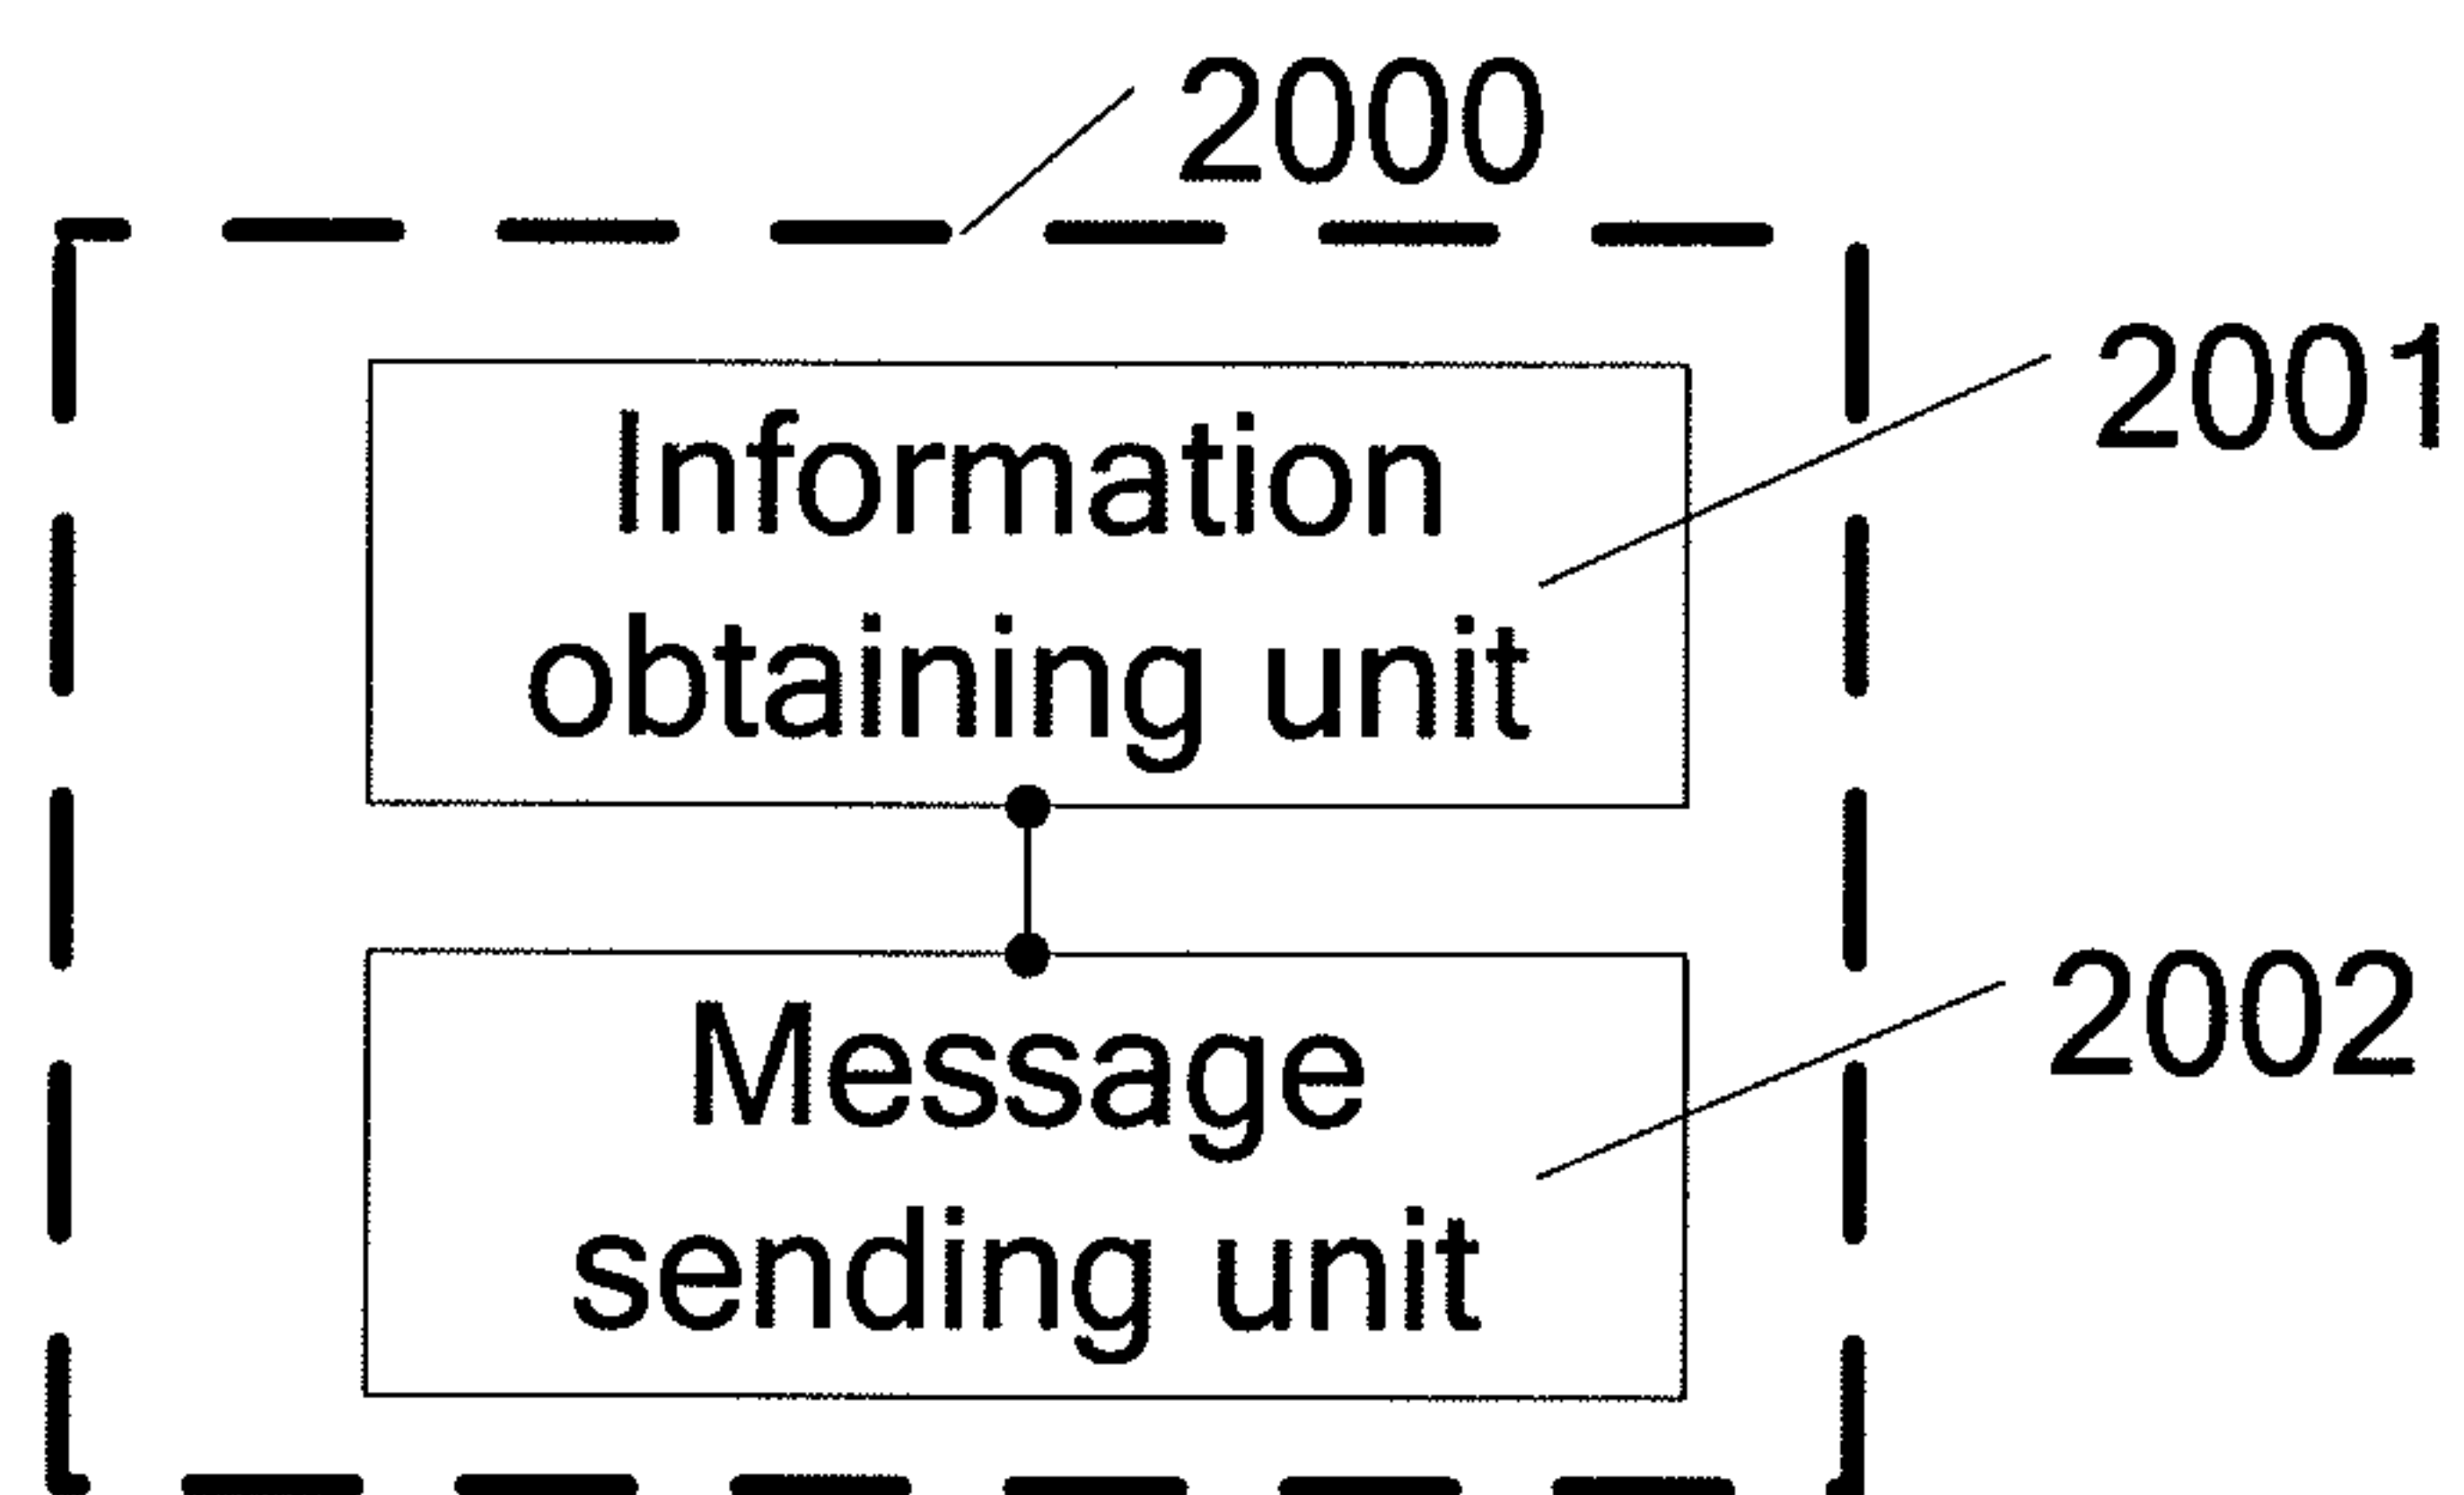 2000
2001
Information
obtaining unit
2002
Message
sending unit